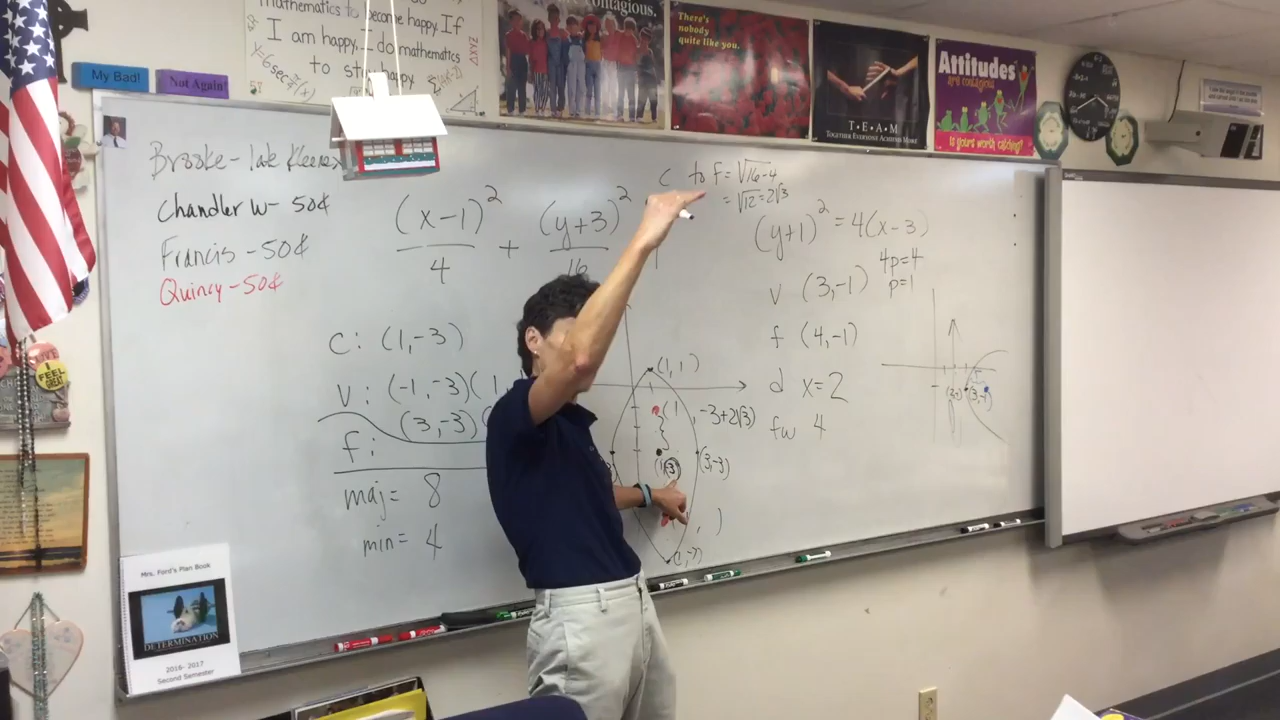 mathematics to become happy. If
I am happy, I do mathematics
to stay happy.
contagious.
There's
nobody
quite like you.
T·E·A·M
TOGETHER EVERYONE ACHIEVES MORE
Attitudes
are contagious
Is yours worth catching?
My Bad!
Not Again!
Brooke - late Kleenex
Chandler W - 50¢
Francis - 50¢
Quincy - 50¢
(x-1)²
4
+
(y+3)²
16
1
c to F = √16-4
= √12 = 2√3
c: (1,-3)
v: (-1,-3)(1,
(3,-3)(
f:
maj = 8
min = 4
(1,1)
(1, -3+2√3)
(3,-3)
, )
(y+1)² = 4(x-3)
4p=4
p=1
v (3,-1)
f (4,-1)
d x=2
fw 4
I
FEEL
GREAT
Mrs. Ford's Plan Book
DETERMINATION
2016- 2017
Second Semester